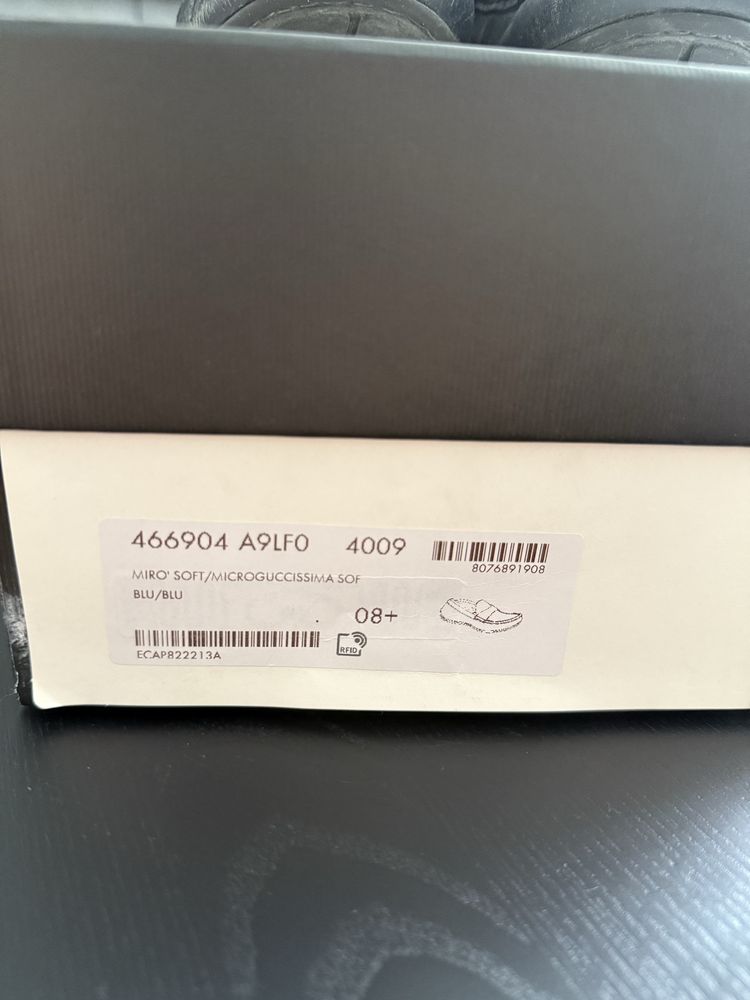 466904 A9LF0 4009
8076891908
MIRO' SOFT/MICROGUCCISSIMA SOF
BLU/BLU
08+
ECAP822213A
RFID